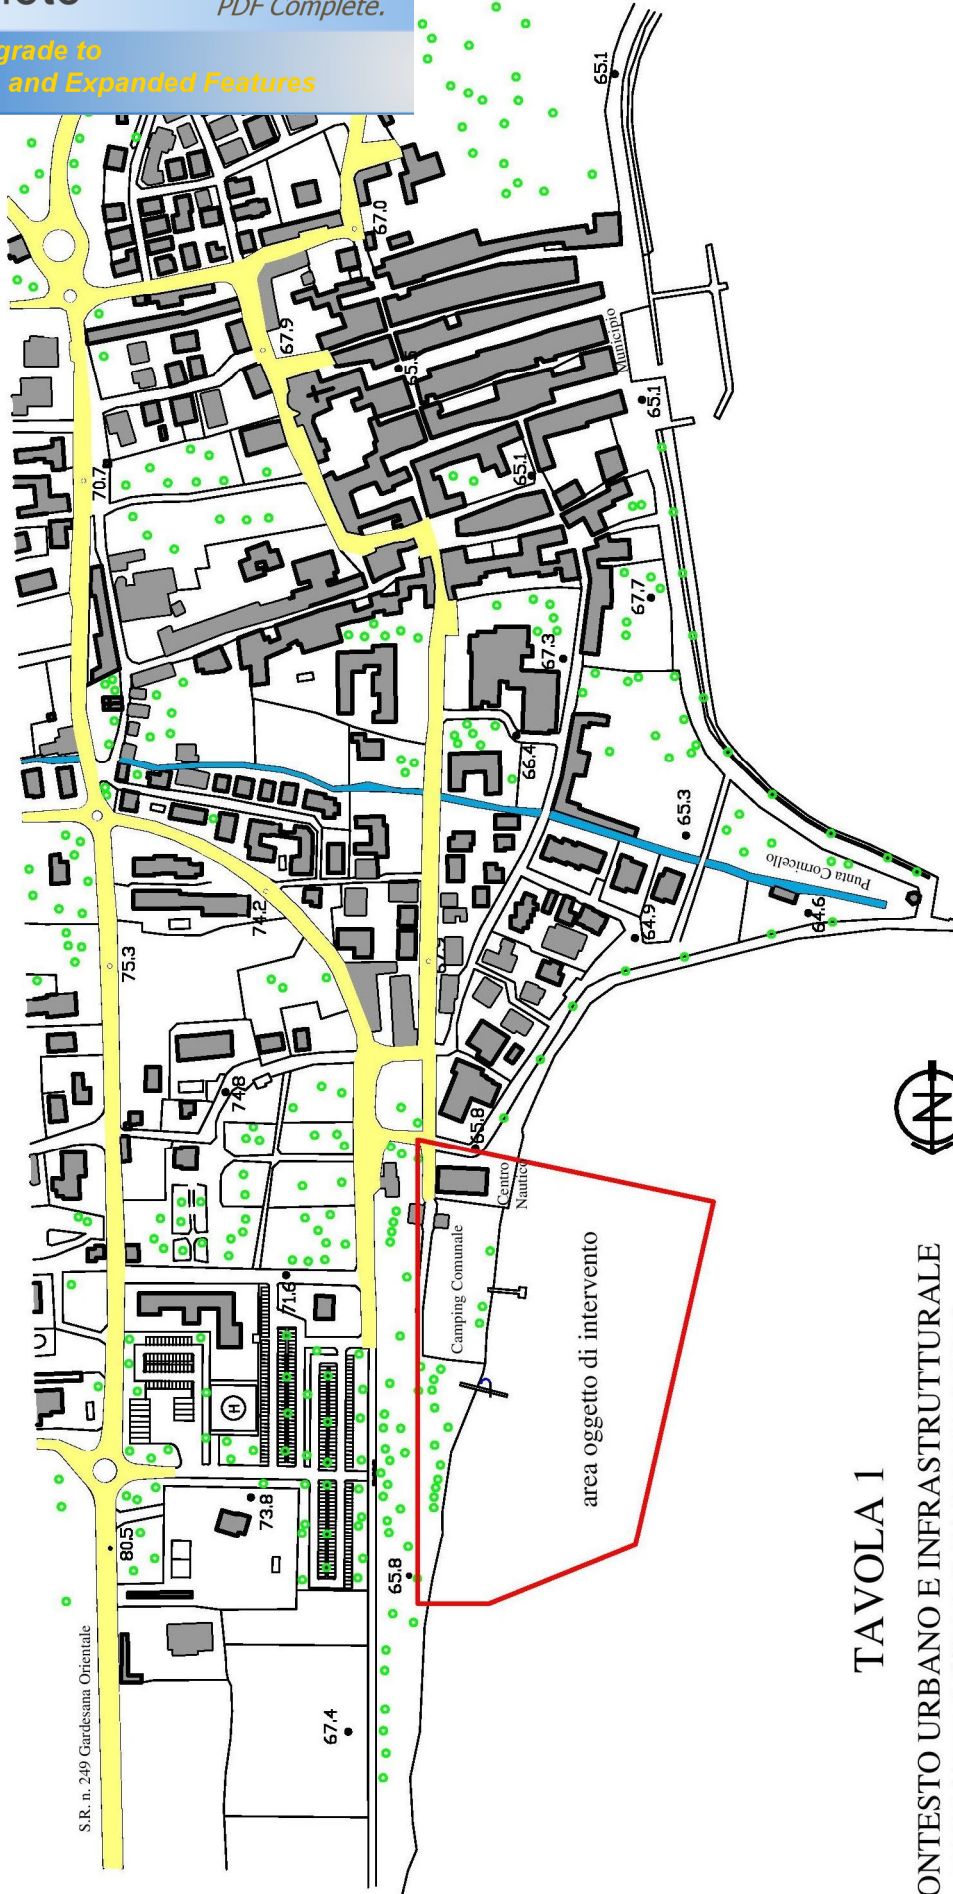 PDF Complete.
grade to
and Expanded Features
65.1
67.0
67.9
65.5
Municipio
65.1
70.7
65.1
67.7
67.3
66.4
65.3
Punta Cornicello
64.6
64.9
74.2
75.3
74.8
65.8
Centro
Nautico
Camping Comunale
area oggetto di intervento
71.6
H
73.8
80.5
65.8
67.4
S.R. n. 249 Gardesana Orientale
N
TAVOLA 1
ONTESTO URBANO E INFRASTRUTTURALE